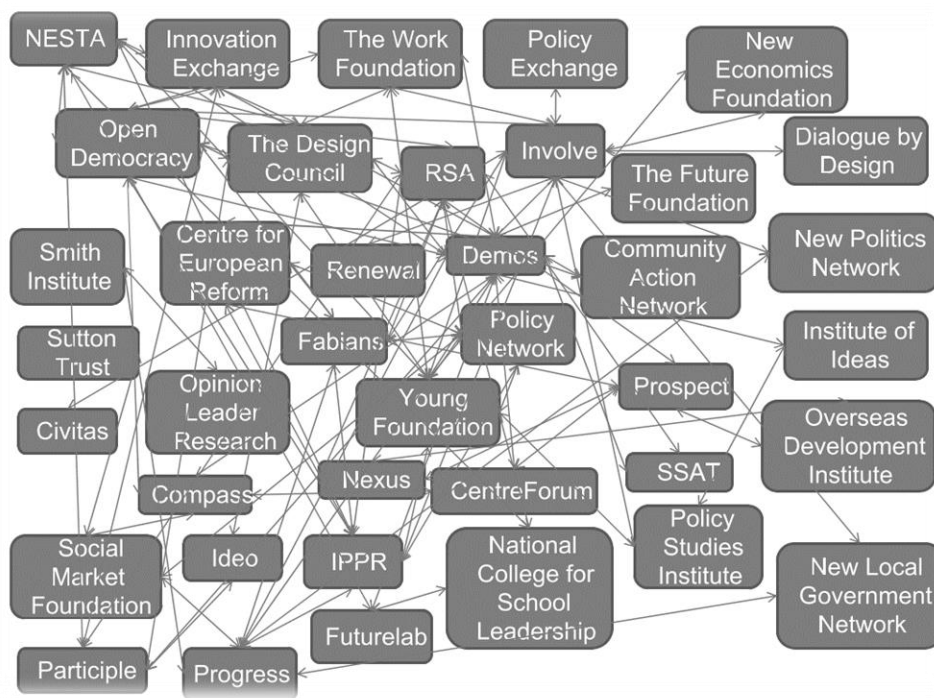 NESTA
Innovation
Exchange
The Work
Foundation
Policy
Exchange
New
Economics
Foundation
Open
Democracy
The Design
Council
RSA
Involve
Dialogue by
Design
The Future
Foundation
Smith
Institute
Centre for
European
Reform
Renewal
Demos
Community
Action
Network
New Politics
Network
Sutton
Trust
Fabians
Policy
Network
Institute of
Ideas
Civitas
Opinion
Leader
Research
Young
Foundation
Prospect
Overseas
Development
Institute
Compass
Nexus
CentreForum
SSAT
Social
Market
Foundation
Ideo
IPPR
National
College for
School
Leadership
Policy
Studies
Institute
New Local
Government
Network
Participle
Progress
Futurelab